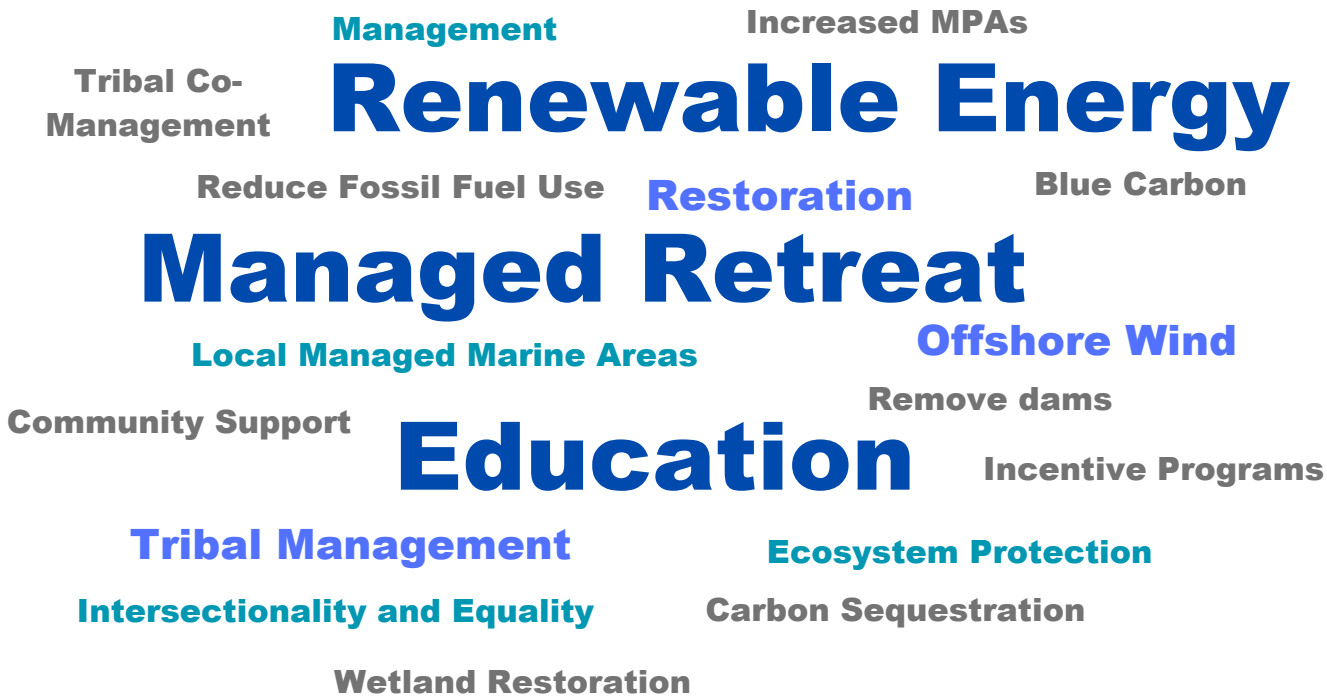 Management
Increased MPAs
Tribal Co-
Management
Renewable Energy
Reduce Fossil Fuel Use
Restoration
Blue Carbon
Managed Retreat
Local Managed Marine Areas
Offshore Wind
Community Support
Remove dams
Education
Incentive Programs
Tribal Management
Ecosystem Protection
Intersectionality and Equality
Carbon Sequestration
Wetland Restoration